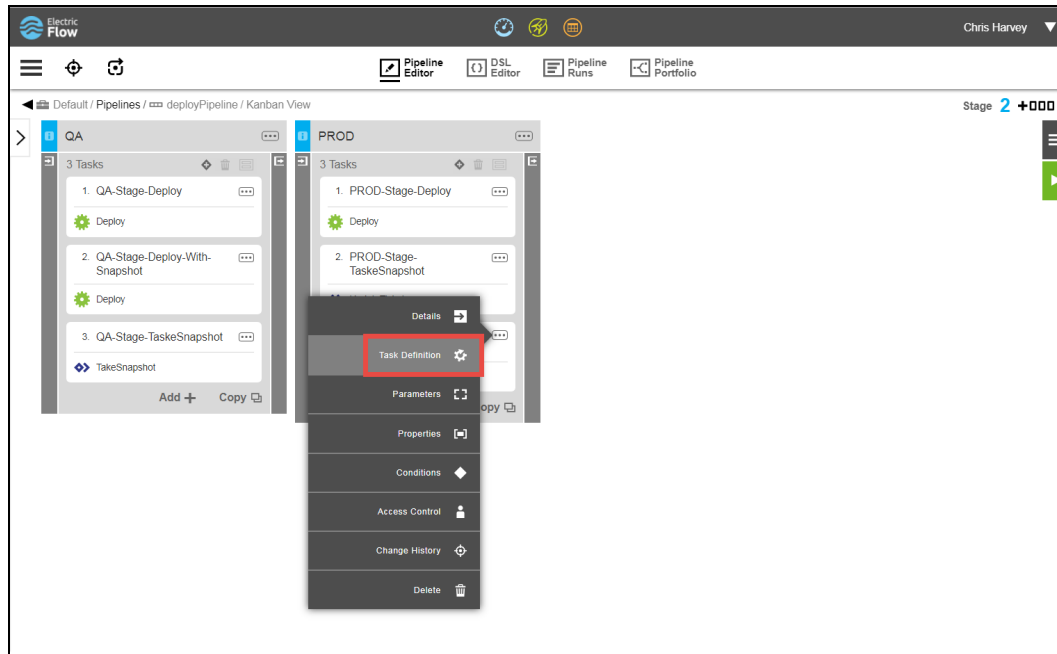 Electric
Flow
Chris Harvey
Pipeline
Editor
DSL
Editor
Pipeline
Runs
Pipeline
Portfolio
Default / Pipelines / deployPipeline / Kanban View
Stage 2
QA
3 Tasks
1. QA-Stage-Deploy
Deploy
2. QA-Stage-Deploy-With-
Snapshot
Deploy
3. QA-Stage-TaskeSnapshot
TakeSnapshot
Add
Copy
PROD
3 Tasks
1. PROD-Stage-Deploy
Deploy
2. PROD-Stage-
TaskeSnapshot
opy
Details
Task Definition
Parameters
Properties
Conditions
Access Control
Change History
Delete